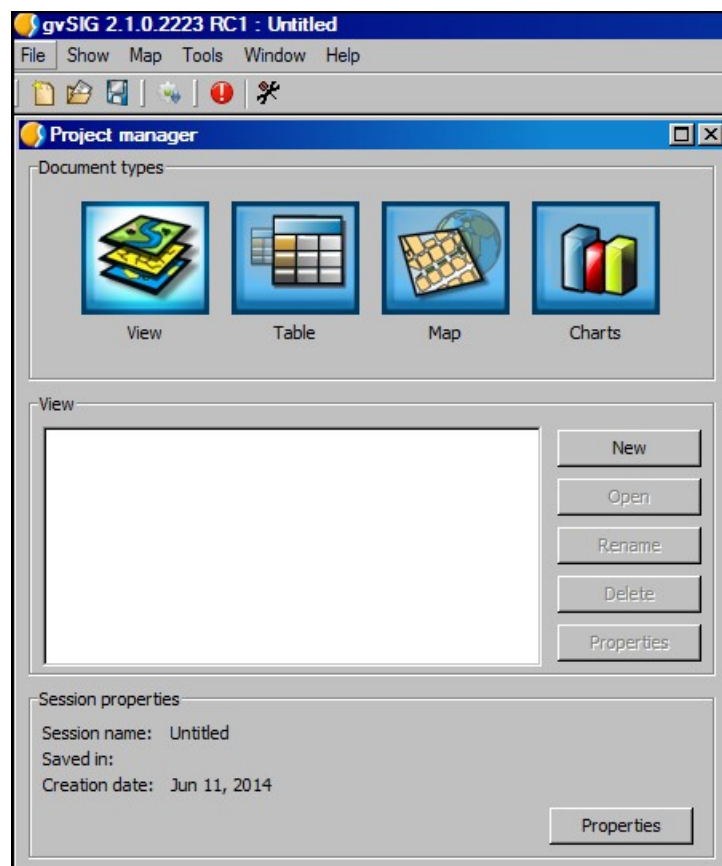 gvSIG 2.1.0.2223 RC1 : Untitled
File Show Map Tools Window Help
Project manager
Document types
View Table Map Charts
View
New
Open
Rename
Delete
Properties
Session properties
Session name: Untitled
Saved in:
Creation date: Jun 11, 2014
Properties